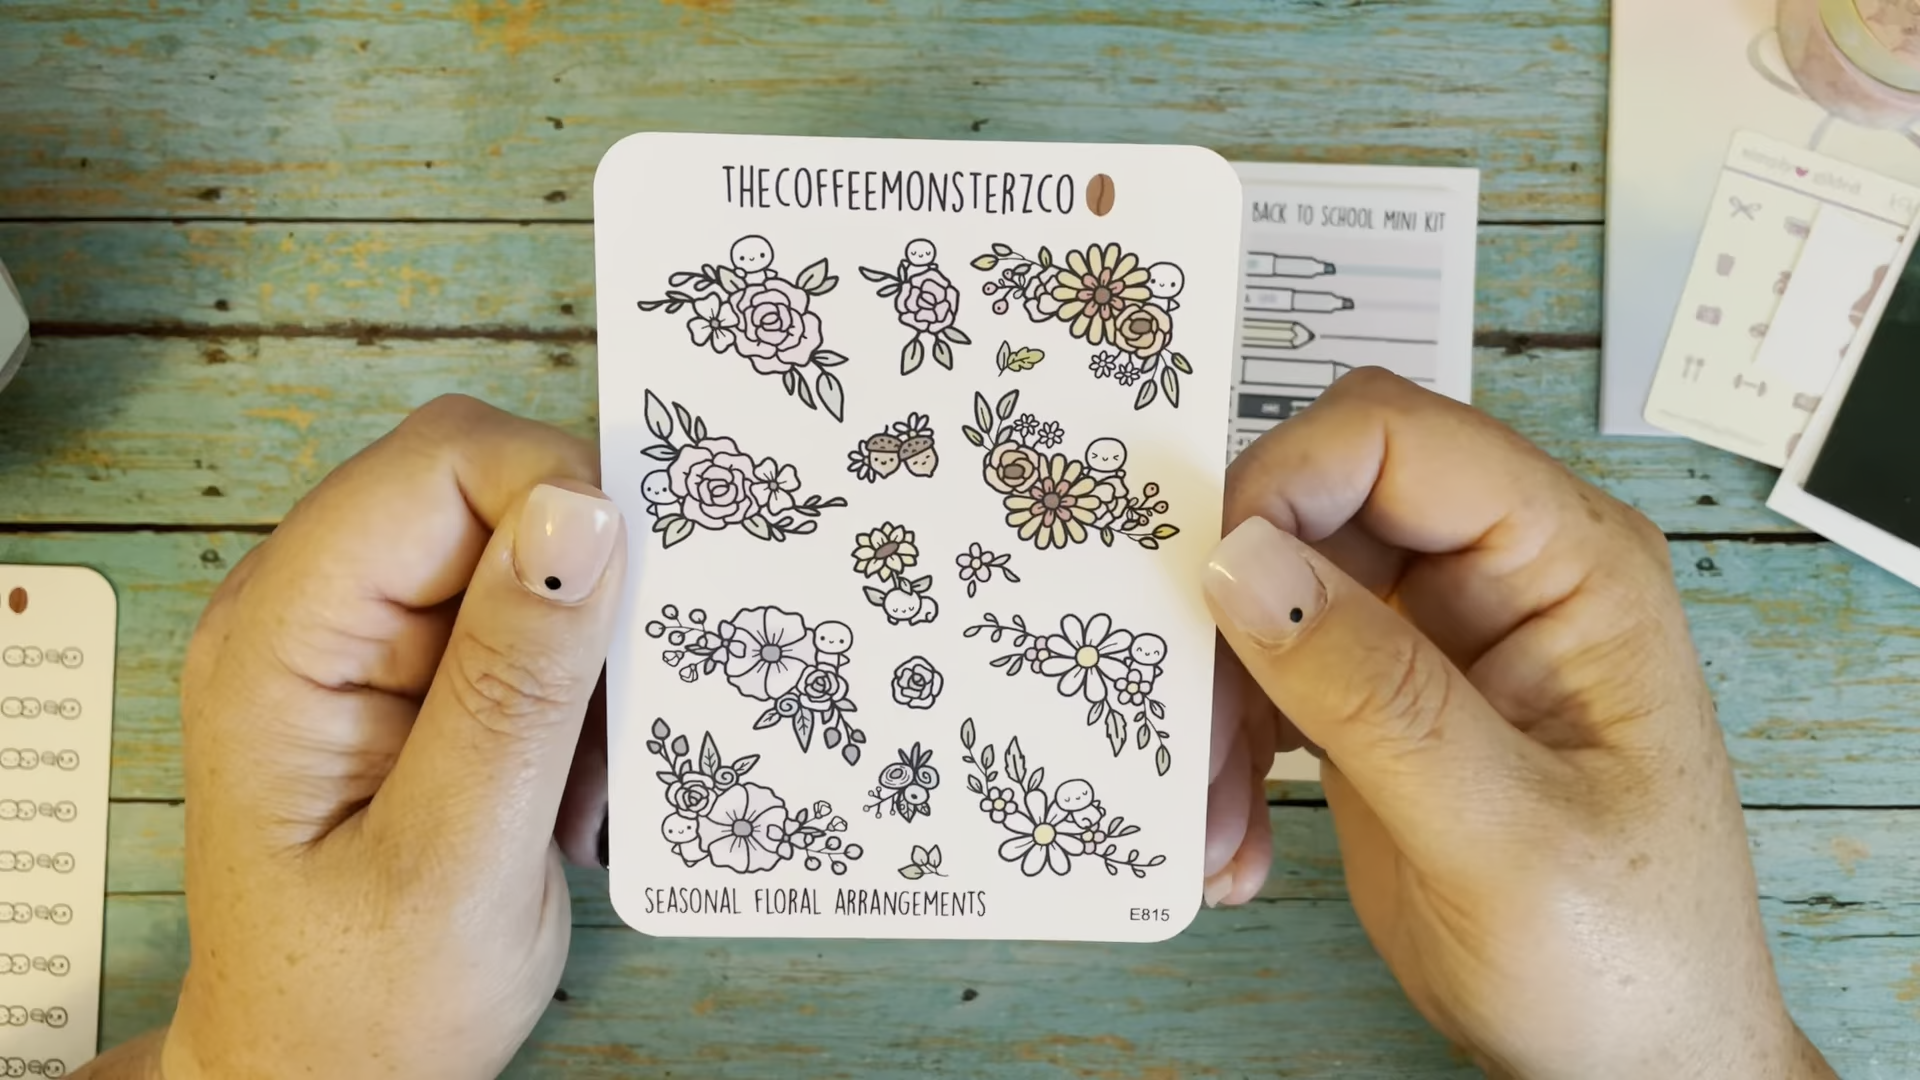 THECOFFEEMONSTERZCO
BACK TO SCHOOL MINI KIT
SEASONAL FLORAL ARRANGEMENTS
E815